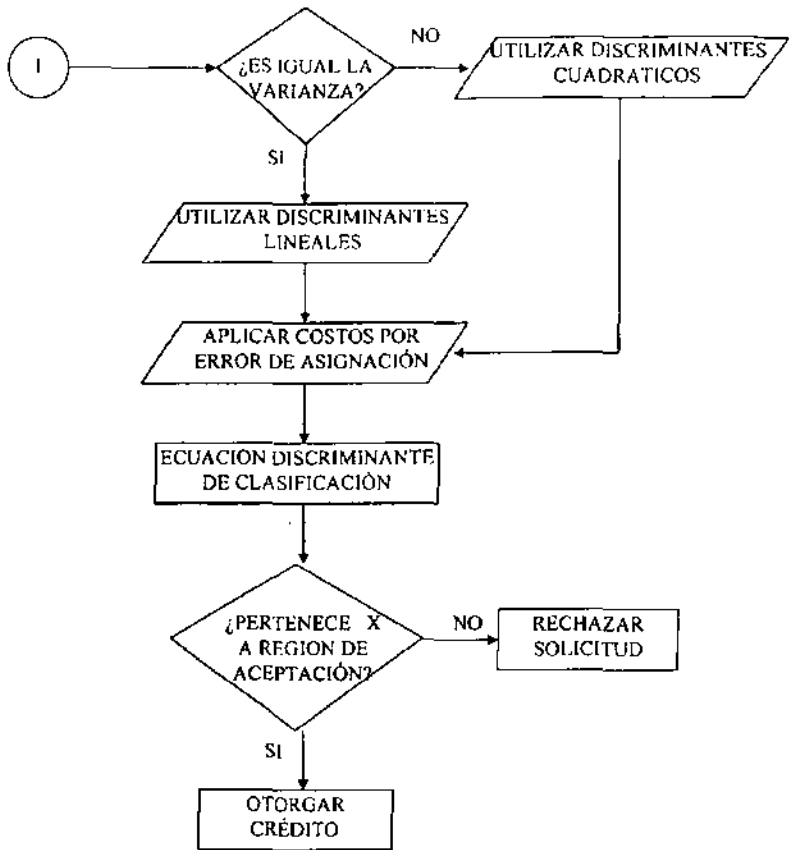 I
¿ES IGUAL LA
VARIANZA?
NO
UTILIZAR DISCRIMINANTES
CUADRATICOS
SI
UTILIZAR DISCRIMINANTES
LINEALES
APLICAR COSTOS POR
ERROR DE ASIGNACIÓN
ECUACION DISCRIMINANTE
DE CLASIFICACIÓN
¿PERTENECE X
A REGION DE
ACEPTACIÓN?
NO
RECHAZAR
SOLICITUD
SI
OTORGAR
CRÉDITO